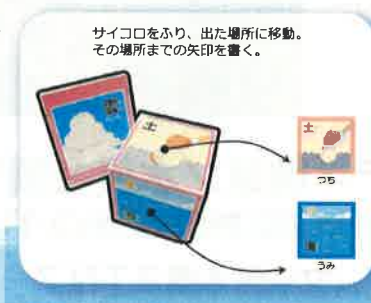 サイコロをふり、出た場所に移動。
その場所までの矢印を書く。
土
土
つち
うみ